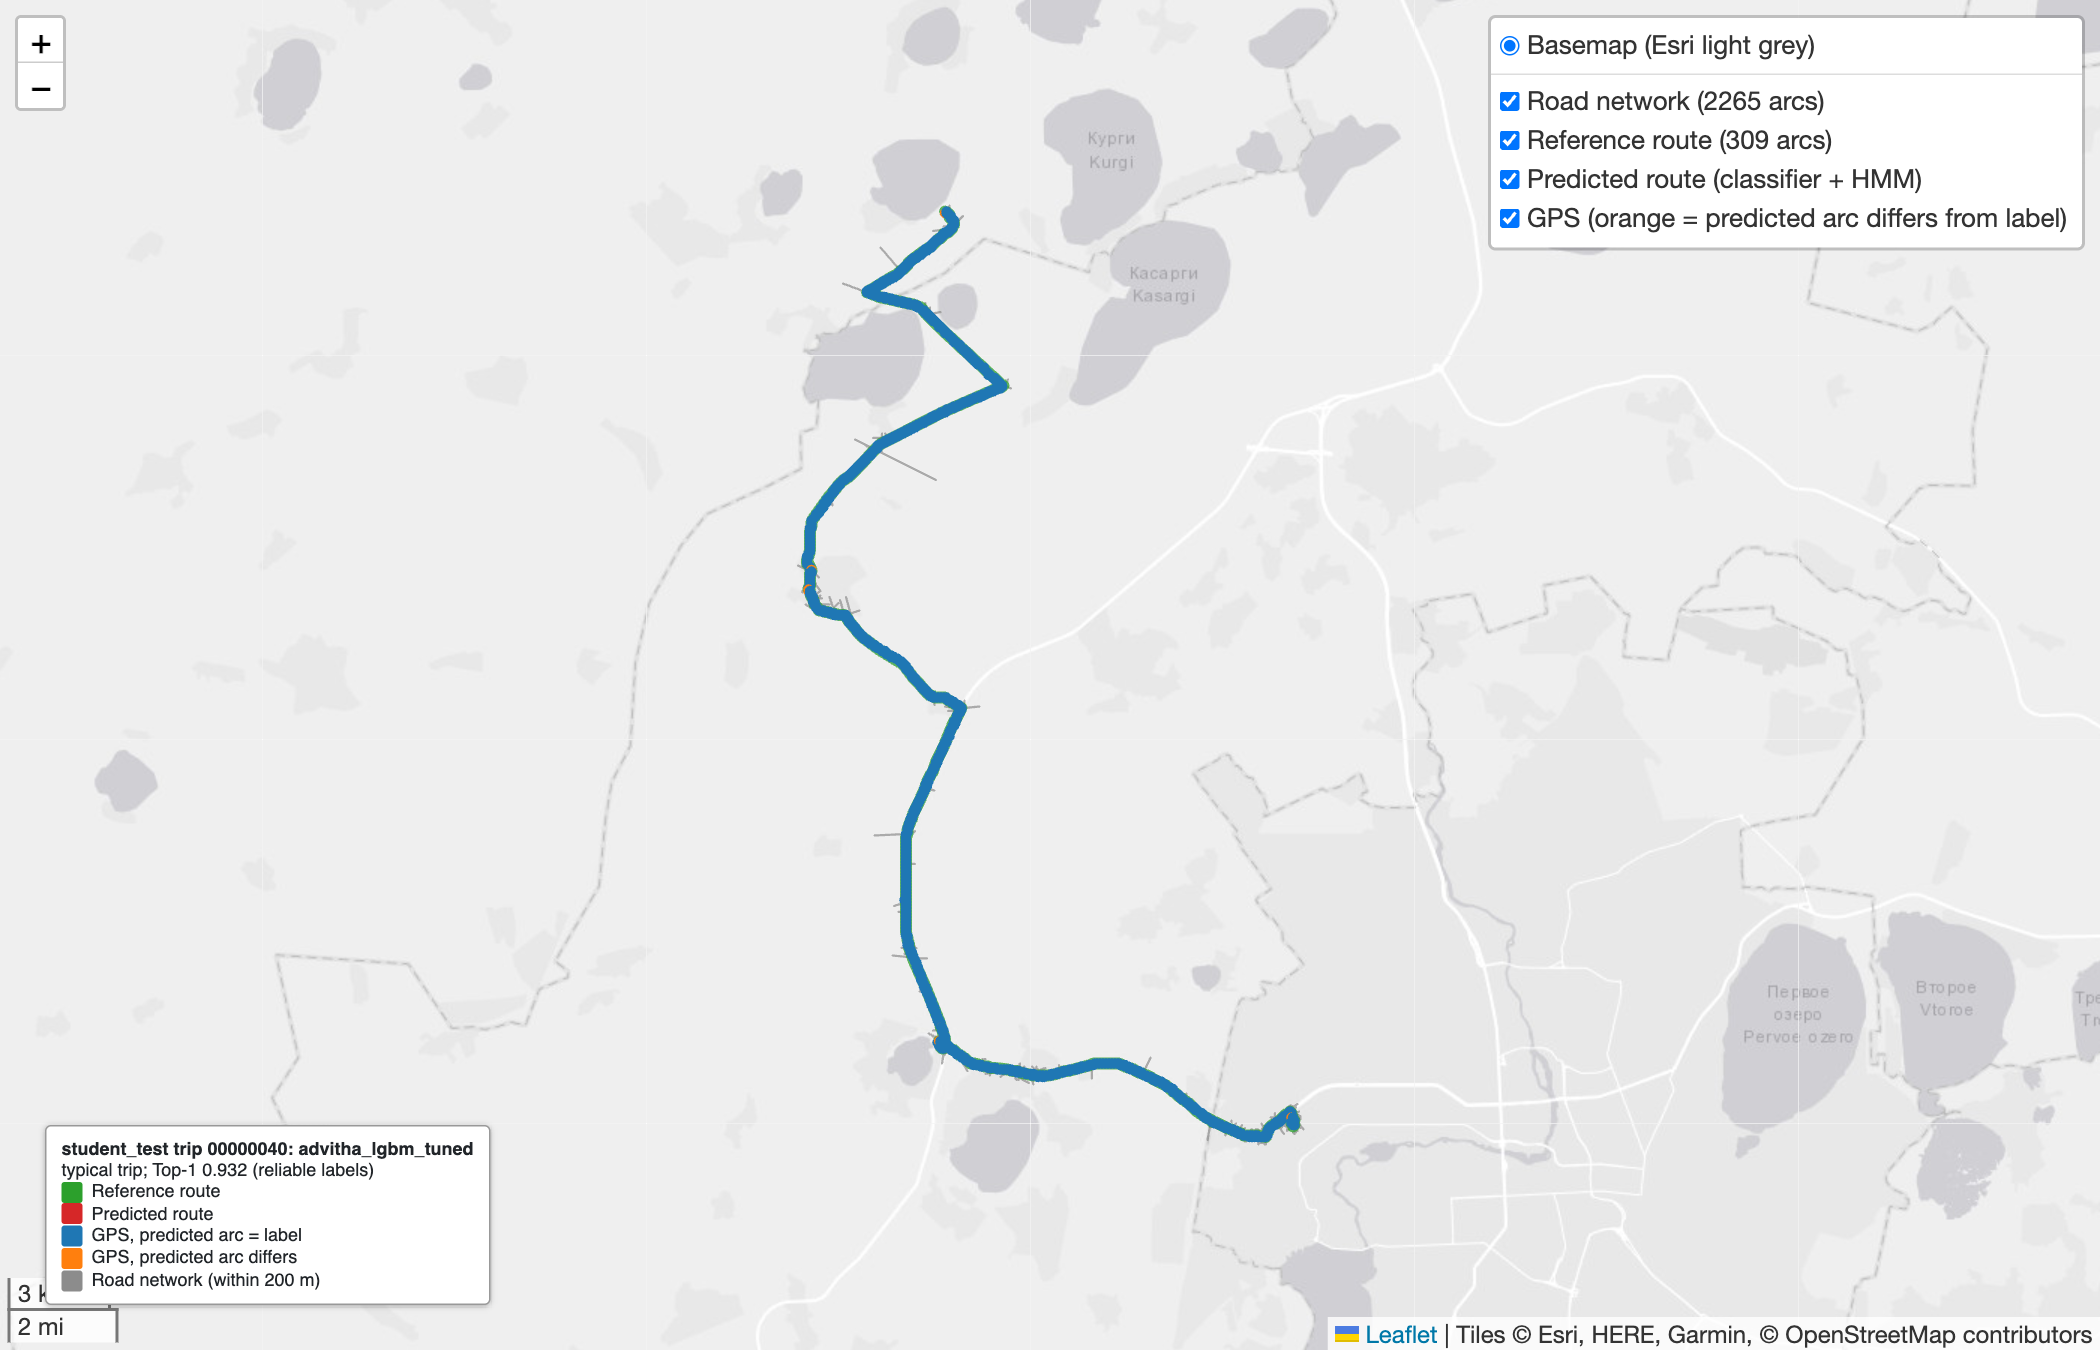 +
−
Basemap (Esri light grey)
Road network (2265 arcs)
Reference route (309 arcs)
Predicted route (classifier + HMM)
GPS (orange = predicted arc differs from label)
Курги
Kurgi
Касарги
Kasargi
Первое
озеро
Pervoe ozero
Второе
Vtoroe
student_test trip 00000040: advitha_lgbm_tuned
typical trip; Top-1 0.932 (reliable labels)
Reference route
Predicted route
GPS, predicted arc = label
GPS, predicted arc differs
Road network (within 200 m)
3
2 mi
Leaflet | Tiles © Esri, HERE, Garmin, © OpenStreetMap contributors